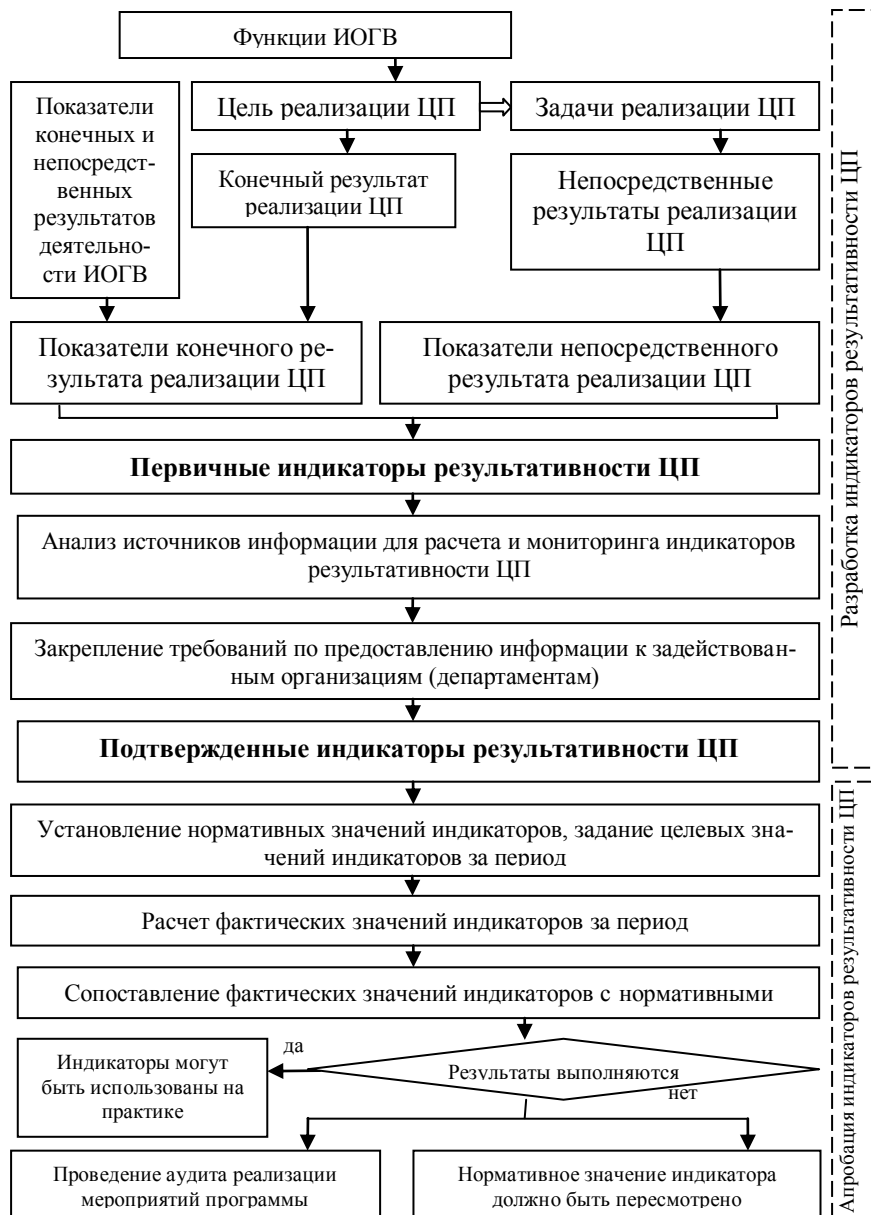 Функции ИОГВ
Показатели
конечных и
непосредст-
венных
результатов
деятельно-
сти ИОГВ
Цель реализации ЦП
Задачи реализации ЦП
Конечный результат
реализации ЦП
Непосредственные
результаты реализации
ЦП
Показатели конечного ре-
зультата реализации ЦП
Показатели непосредственного
результата реализации ЦП
Первичные индикаторы результативности ЦП
Анализ источников информации для расчета и мониторинга индикаторов
результативности ЦП
Закрепление требований по предоставлению информации к задействован-
ным организациям (департаментам)
Подтвержденные индикаторы результативности ЦП
Разработка индикаторов результативности ЦП
Установление нормативных значений индикаторов, задание целевых зна-
чений индикаторов за период
Расчет фактических значений индикаторов за период
Сопоставление фактических значений индикаторов с нормативными
Результаты выполняются
да
нет
Индикаторы могут
быть использованы на
практике
Проведение аудита реализации
мероприятий программы
Нормативное значение индикатора
должно быть пересмотрено
Апробация индикаторов результативности ЦП